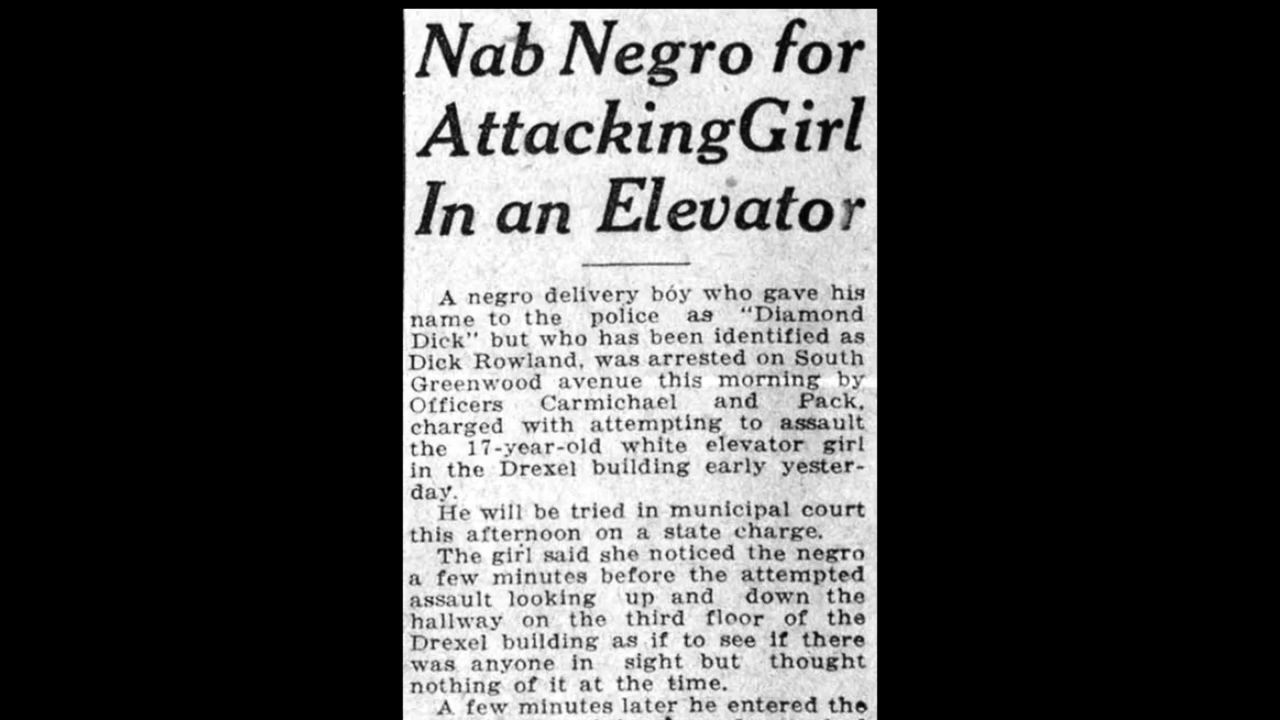 Nab Negro for
Attacking Girl
In an Elevator
A negro delivery boy who gave his
name to the police as "Diamond
Dick" but who has been identified as
Dick Rowland, was arrested on South
Greenwood avenue this morning by
Officers Carmichael and Pack,
charged with attempting to assault
the 17-year-old white elevator girl
in the Drexel building early yester-
day.
He will be tried in municipal court
this afternoon on a state charge.
The girl said she noticed the negro
a few minutes before the attempted
assault looking up and down the
hallway on the third floor of the
Drexel building as if to see if there
was anyone in sight but thought
nothing of it at the time.
A few minutes later he entered the